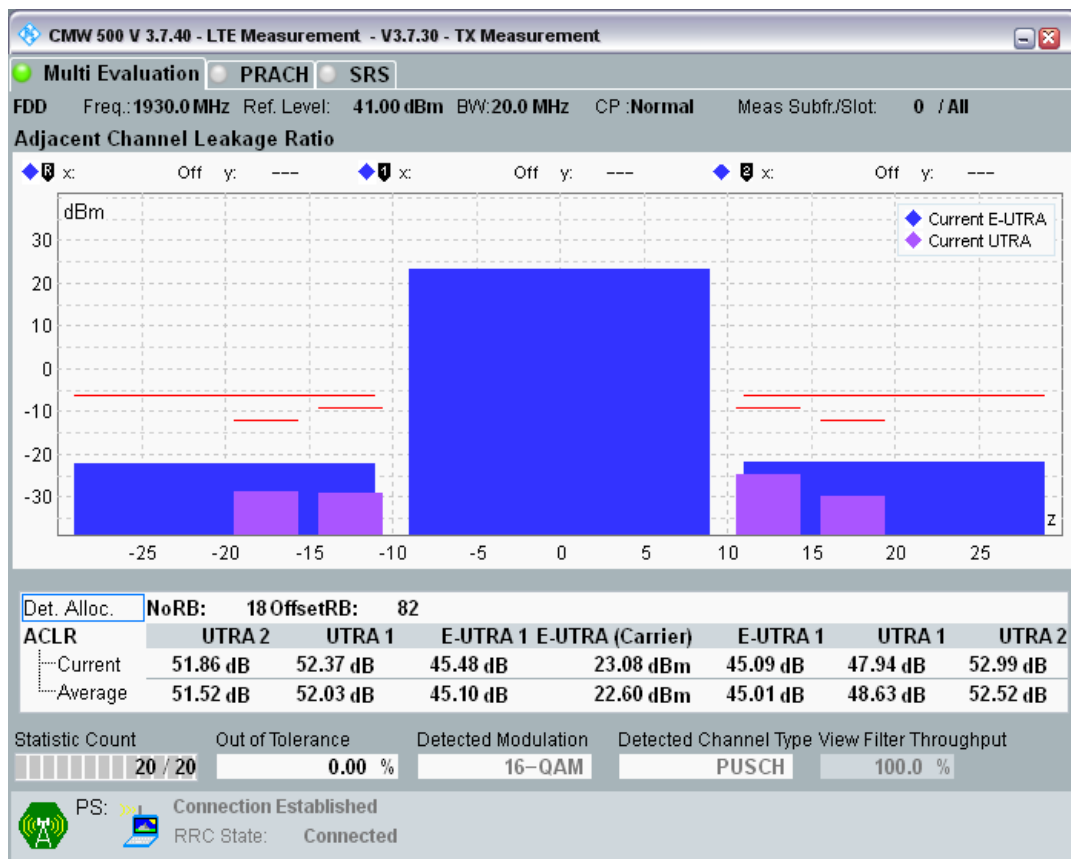 CMW 500 V 3.7.40 - LTE Measurement - V3.7.30 - TX Measurement
Multi Evaluation PRACH SRS
FDD Freq.:1930.0 MHz Ref. Level: 41.00 dBm BW:20.0 MHz CP :Normal Meas Subfr./Slot: 0 / All
Adjacent Channel Leakage Ratio
R x: Off y: --- 1 x: Off y: --- 2 x: Off y: ---
dBm
Current E-UTRA
Current UTRA
30
20
10
0
-10
-20
-30
z
-25 -20 -15 -10 -5 0 5 10 15 20 25
Det. Alloc. NoRB: 18 OffsetRB: 82
ACLR UTRA 2 UTRA 1 E-UTRA 1 E-UTRA (Carrier) E-UTRA 1 UTRA 1 UTRA 2
Current 51.86 dB 52.37 dB 45.48 dB 23.08 dBm 45.09 dB 47.94 dB 52.99 dB
Average 51.52 dB 52.03 dB 45.10 dB 22.60 dBm 45.01 dB 48.63 dB 52.52 dB
Statistic Count Out of Tolerance Detected Modulation Detected Channel Type View Filter Throughput
20 / 20 0.00 % 16-QAM PUSCH 100.0 %
PS: Connection Established
RRC State: Connected